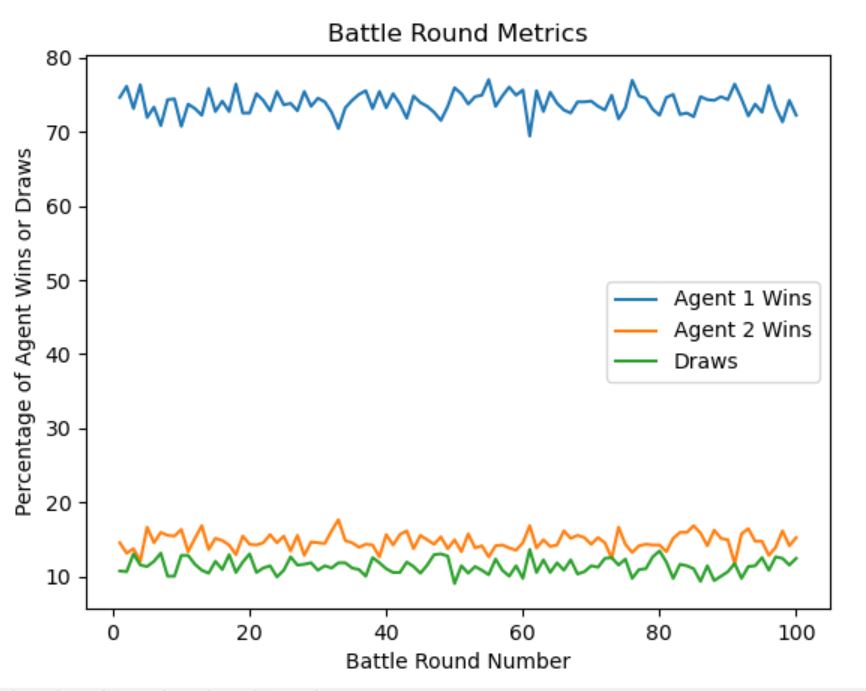 Battle Round Metrics
Percentage of Agent Wins or Draws
80
70
60
50
40
30
20
10
Agent 1 Wins
Agent 2 Wins
Draws
0 20 40 60 80 100
Battle Round Number